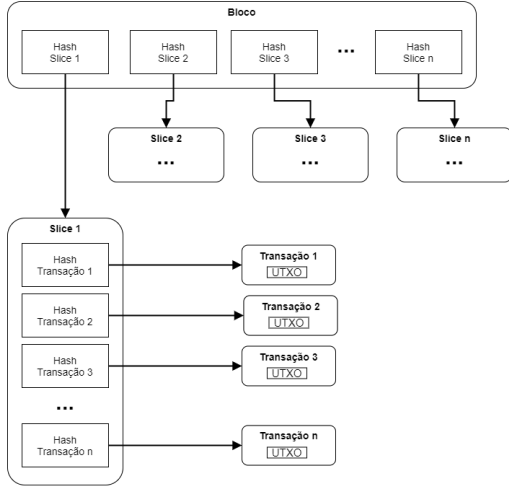 Bloco
Hash
Slice 1
Hash
Slice 2
Hash
Slice 3
...
Hash
Slice n
Slice 2
...
Slice 3
...
Slice n
...
Slice 1
Hash
Transação 1
Transação 1
UTXO
Hash
Transação 2
Transação 2
UTXO
Hash
Transação 3
Transação 3
UTXO
...
Hash
Transação n
Transação n
UTXO